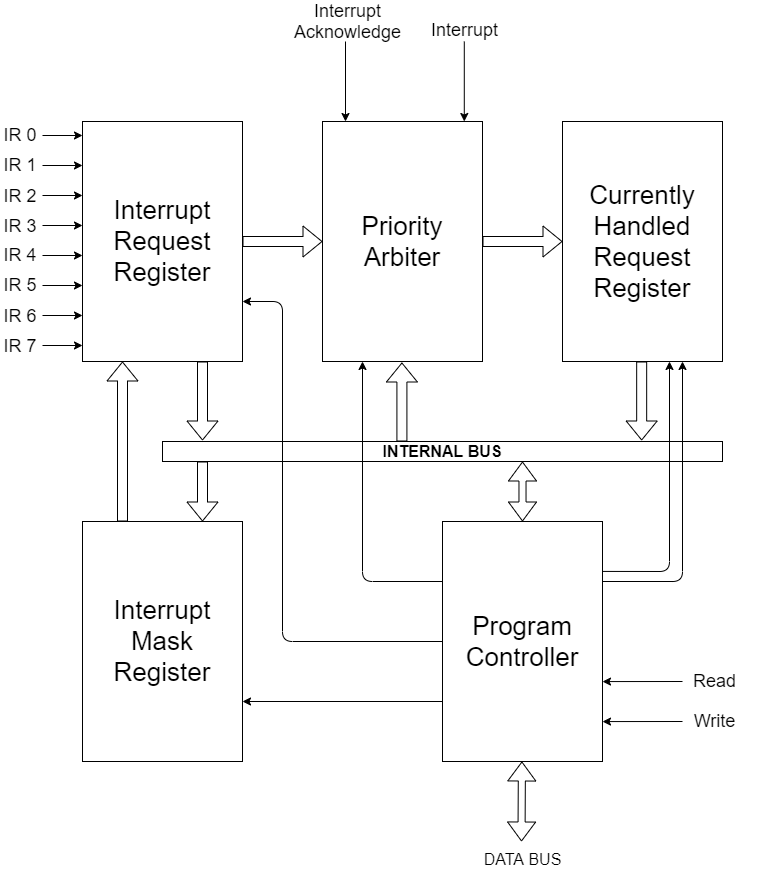 Interrupt
Acknowledge
Interrupt
IR 0
IR 1
IR 2
IR 3
IR 4
IR 5
IR 6
IR 7
Interrupt
Request
Register
Priority
Arbiter
Currently
Handled
Request
Register
INTERNAL BUS
Interrupt
Mask
Register
Program
Controller
Read
Write
DATA BUS